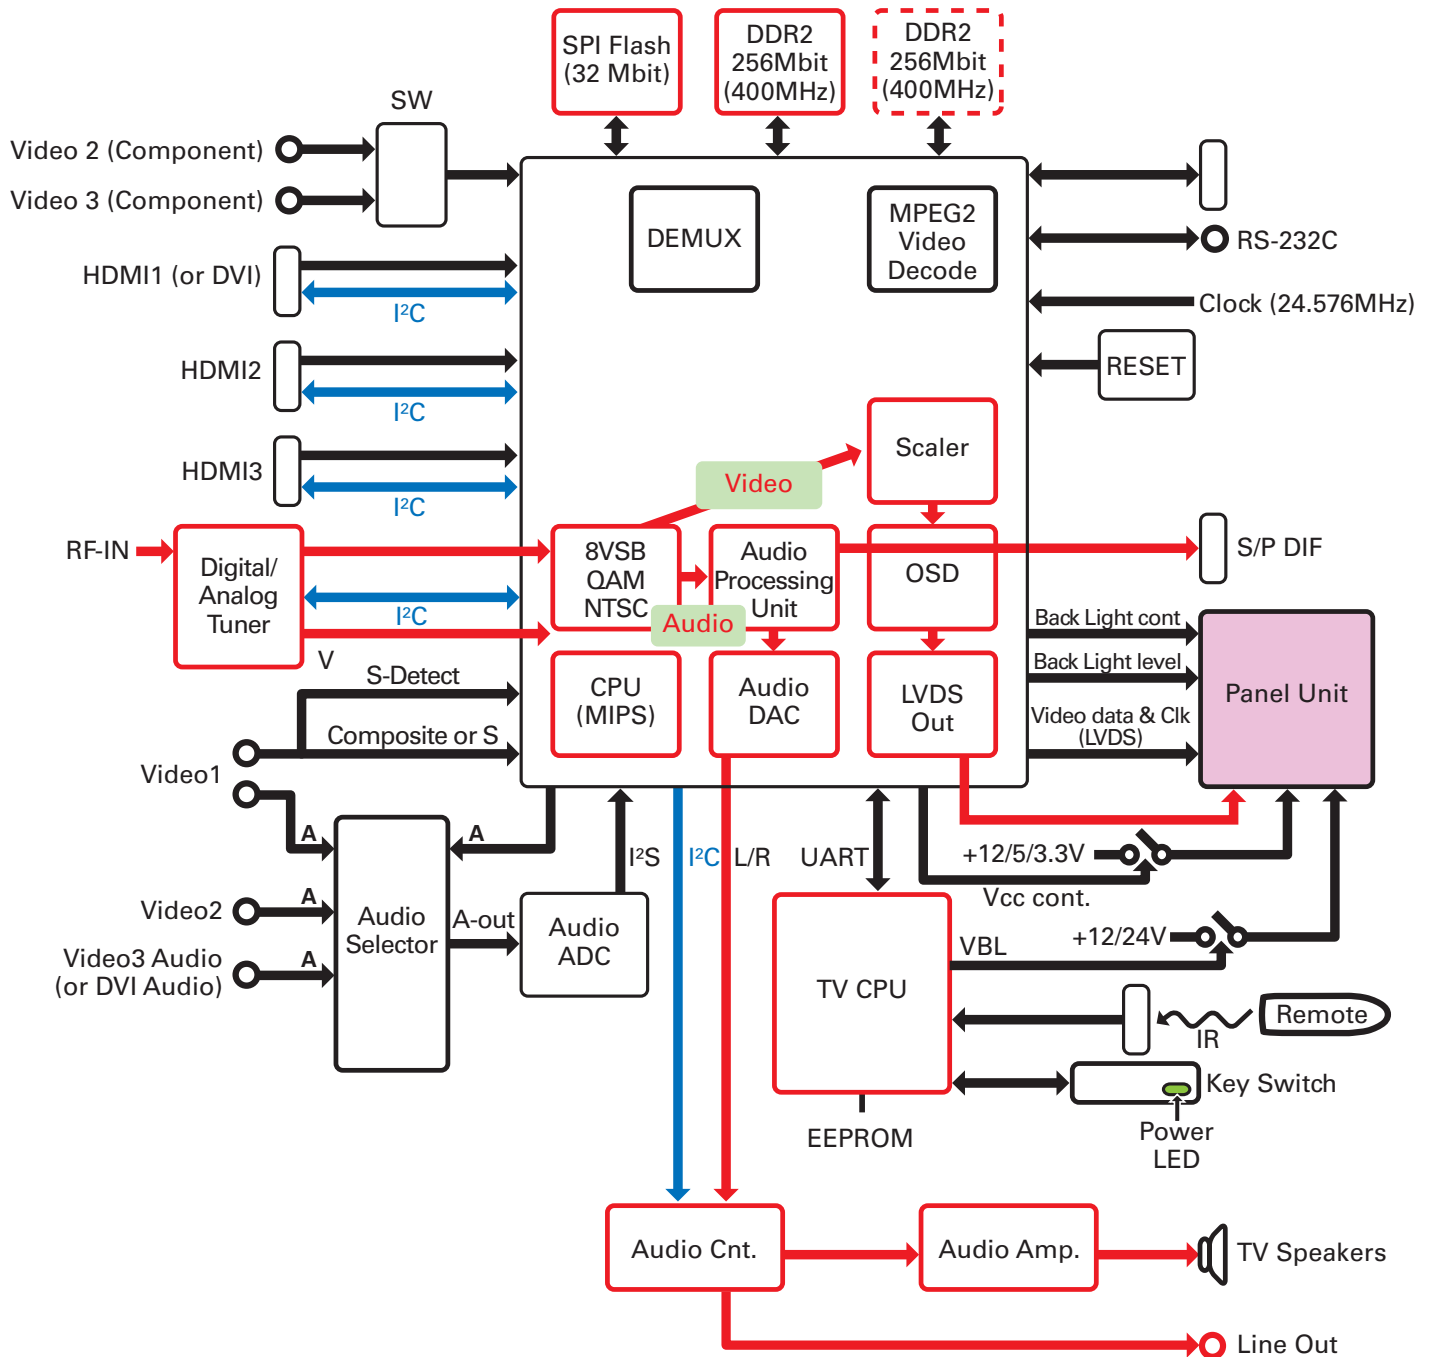 SPI Flash
(32 Mbit)
DDR2
256Mbit
(400MHz)
DDR2
256Mbit
(400MHz)
SW
Video 2 (Component)
Video 3 (Component)
DEMUX
MPEG2
Video
Decode
RS-232C
HDMI1 (or DVI)
I²C
Clock (24.576MHz)
HDMI2
I²C
RESET
HDMI3
I²C
Scaler
Video
RF-IN
Digital/
Analog
Tuner
I²C
V
8VSB
QAM
NTSC
Audio
Processing
Unit
Audio
OSD
S/P DIF
Back Light cont
Back Light level
Video data & Clk
(LVDS)
Panel Unit
S-Detect
Composite or S
CPU
(MIPS)
Audio
DAC
LVDS
Out
Video1
A
A
I²S
I²C
L/R
UART
+12/5/3.3V
Vcc cont.
Video2
A
Audio
Selector
A-out
Audio
ADC
Video3 Audio
(or DVI Audio)
A
+12/24V
VBL
TV CPU
IR
Remote
Key Switch
Power
LED
EEPROM
Audio Cnt.
Audio Amp.
TV Speakers
Line Out